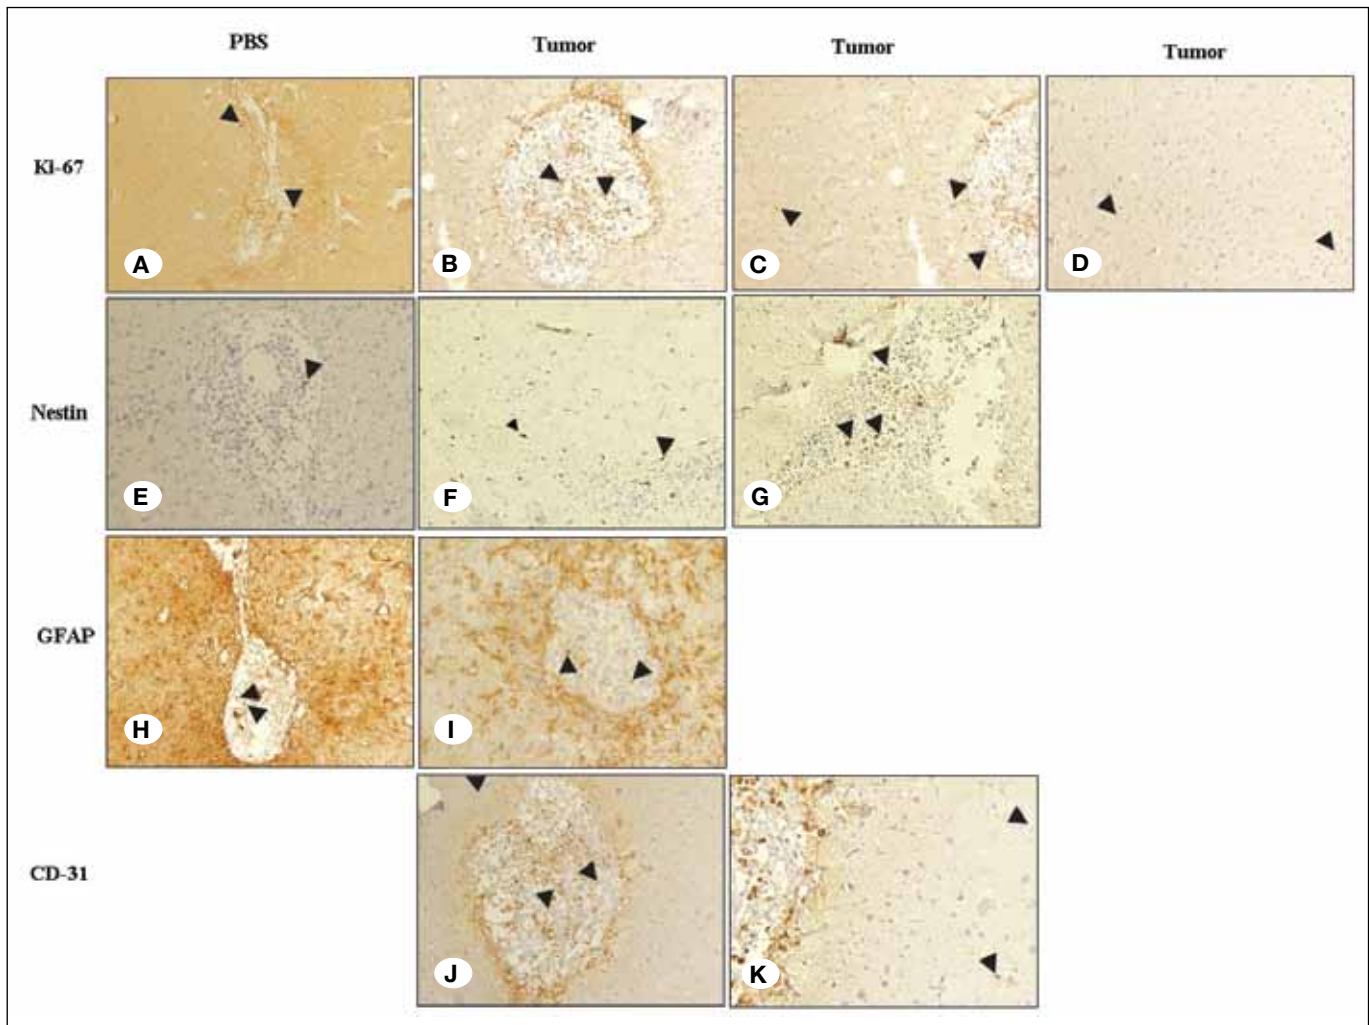 PBS Tumor Tumor Tumor
Ki-67
A B C D
Nestin
E F G
GFAP
H I
CD-31
J K